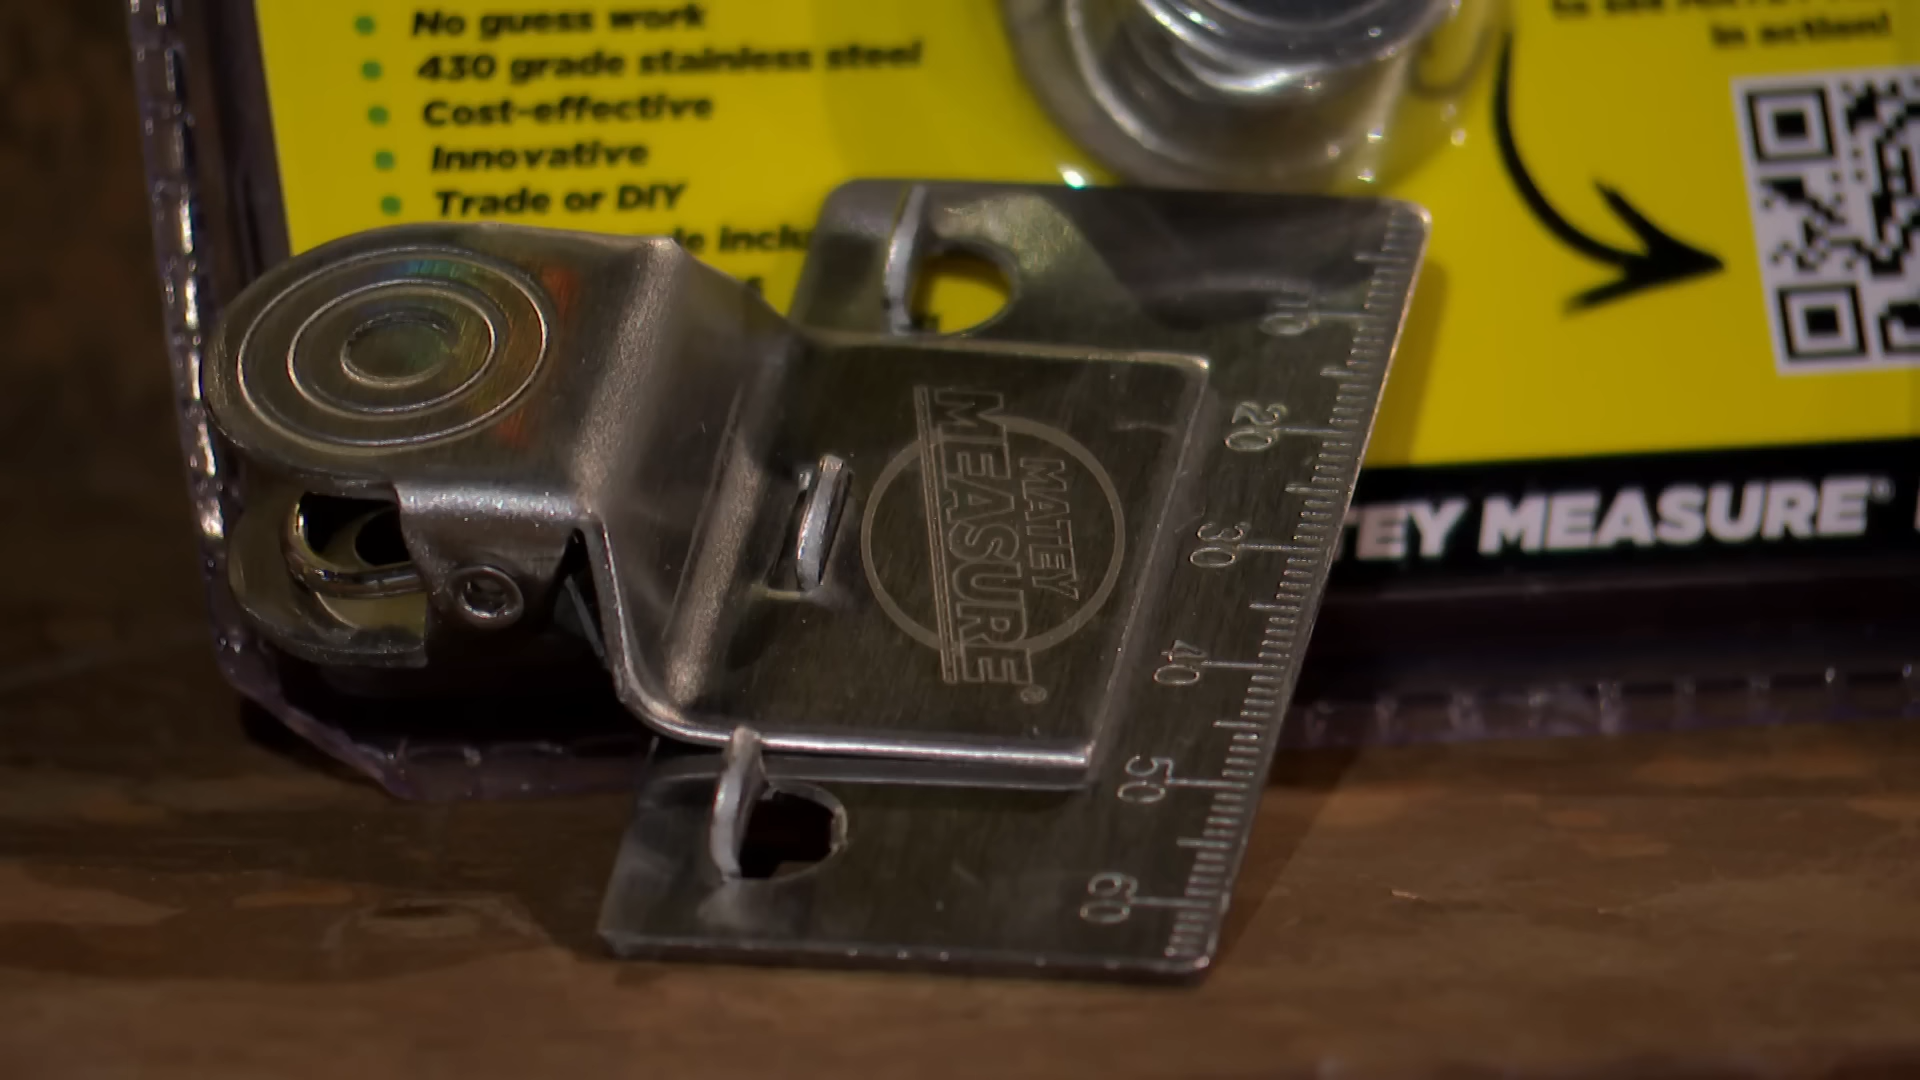 No guess work
430 grade stainless steel
Cost-effective
Innovative
Trade or DIY
in action!
MATEY
MEASURE®
10
20
30
40
50
60
TEY MEASURE®